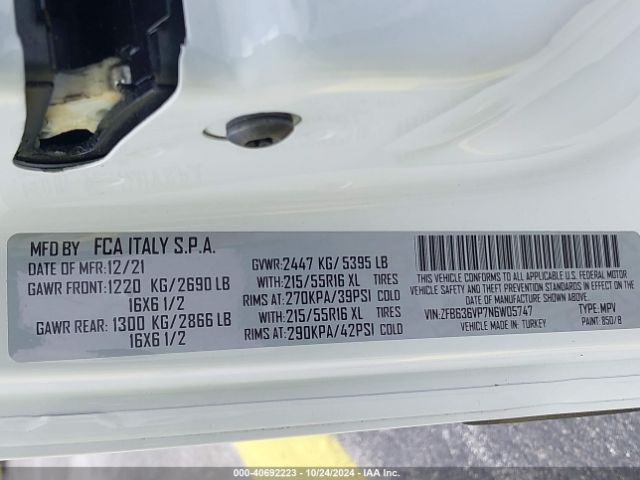 MFD BY FCA ITALY S.P.A.
DATE OF MFR:12/21
GAWR FRONT:1220 KG/2690 LB
16X6 1/2
GAWR REAR: 1300 KG/2866 LB
16X6 1/2
GVWR:2447 KG/5395 LB
WITH:215/55R16 XL TIRES
RIMS AT:270KPA/39PSI COLD
WITH:215/55R16 XL TIRES
RIMS AT:290KPA/42PSI COLD
THIS VEHICLE CONFORMS TO ALL APPLICABLE U.S. FEDERAL MOTOR
VEHICLE SAFETY, BUMPER, AND THEFT PREVENTION STANDARDS
IN EFFECT ON THE DATE OF MANUFACTURE SHOWN ABOVE.
VIN:ZFB636VP7N6W05747 TYPE: MPV
MADE IN: TURKEY PAINT: 850/B
000-40692223 - 10/24/2024 - IAA Inc.